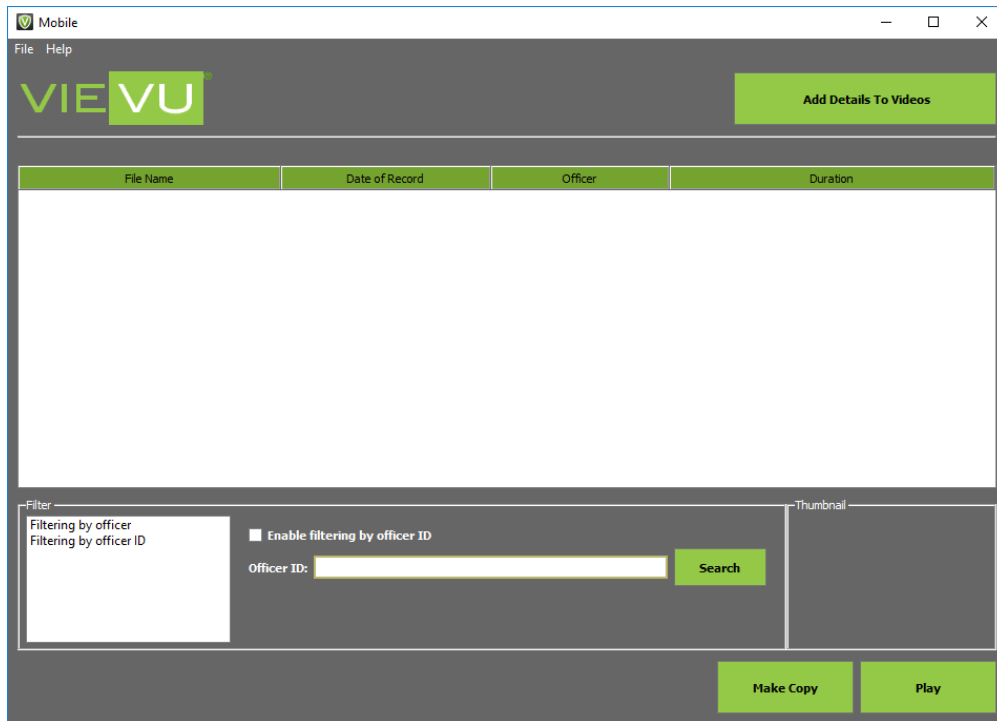 Mobile
File Help
VIEVU®
Add Details To Videos
File Name Date of Record Officer Duration
Filter
Filtering by officer
Filtering by officer ID
Enable filtering by officer ID
Officer ID:
Search
Thumbnail
Make Copy
Play